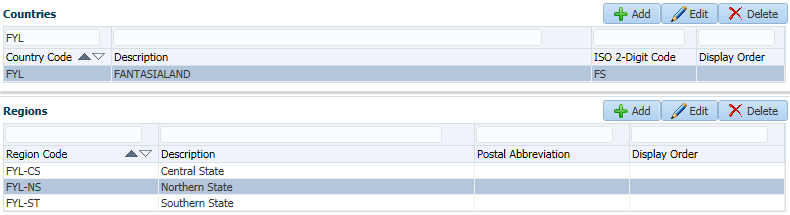 Countries Add Edit Delete
FYL
Country Code Description ISO 2-Digit Code Display Order
FYL FANTASIALAND FS
Regions Add Edit Delete
Region Code Description Postal Abbreviation Display Order
FYL-CS Central State
FYL-NS Northern State
FYL-ST Southern State